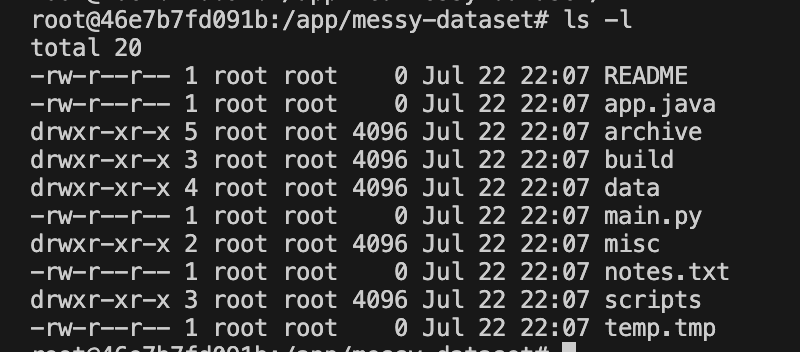 root@46e7b7fd091b:/app/messy-dataset# ls -l
total 20
-rw-r--r-- 1 root root    0 Jul 22 22:07 README
-rw-r--r-- 1 root root    0 Jul 22 22:07 app.java
drwxr-xr-x 5 root root 4096 Jul 22 22:07 archive
drwxr-xr-x 3 root root 4096 Jul 22 22:07 build
drwxr-xr-x 4 root root 4096 Jul 22 22:07 data
-rw-r--r-- 1 root root    0 Jul 22 22:07 main.py
drwxr-xr-x 2 root root 4096 Jul 22 22:07 misc
-rw-r--r-- 1 root root    0 Jul 22 22:07 notes.txt
drwxr-xr-x 3 root root 4096 Jul 22 22:07 scripts
-rw-r--r-- 1 root root    0 Jul 22 22:07 temp.tmp
root@46e7b7fd091b:/app/messy-dataset#